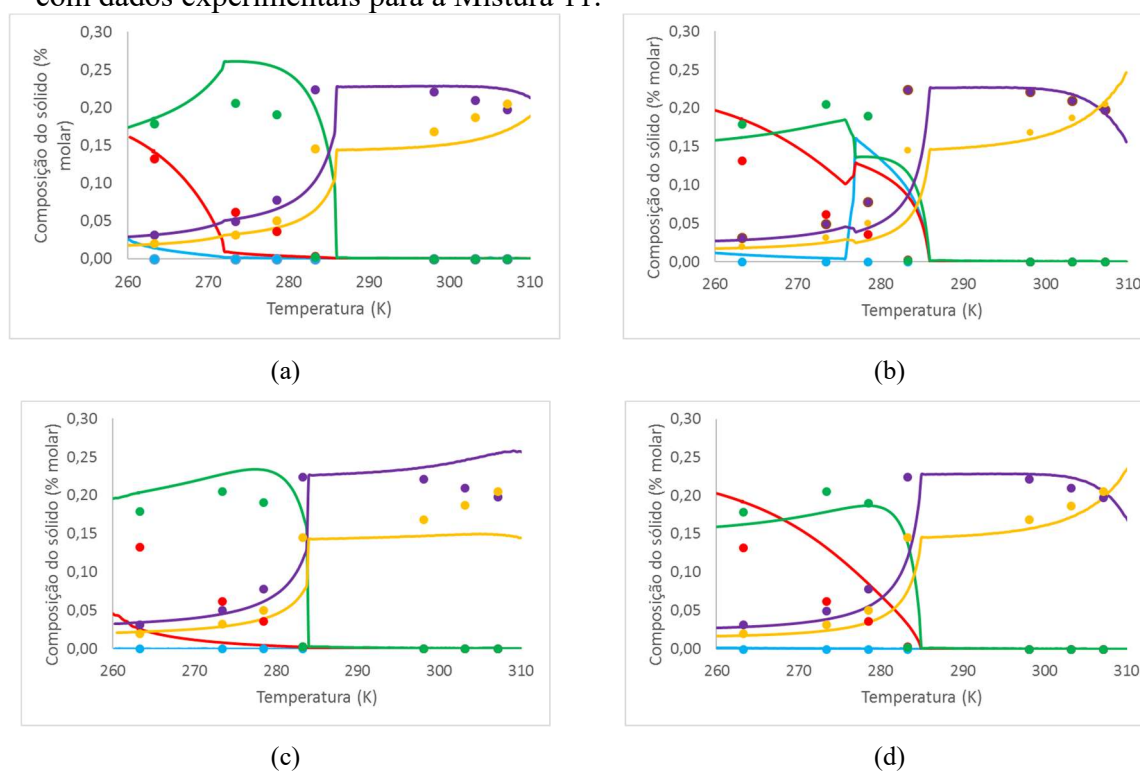 com dados experimentais para a Mistura 11.
0,30
0,25
0,20
0,15
0,10
0,05
0,00
260 270 280 290 300 310
Composição do sólido (% molar)
Temperatura (K)
(a)
0,30
0,25
0,20
0,15
0,10
0,05
0,00
260 270 280 290 300 310
Composição do sólido (% molar)
Temperatura (K)
(b)
0,30
0,25
0,20
0,15
0,10
0,05
0,00
260 270 280 290 300 310
Composição do sólido (% molar)
Temperatura (K)
(c)
0,30
0,25
0,20
0,15
0,10
0,05
0,00
260 270 280 290 300 310
Composição do sólido (% molar)
Temperatura (K)
(d)